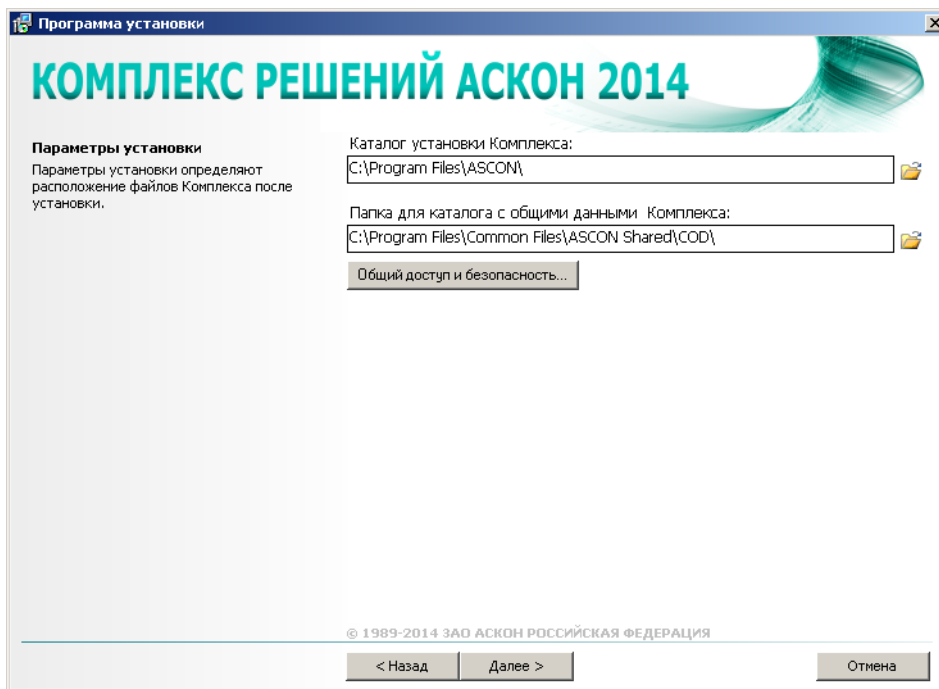 Программа установки
КОМПЛЕКС РЕШЕНИЙ АСКОН 2014
Параметры установки
Параметры установки определяют
расположение файлов Комплекса после
установки.
Каталог установки Комплекса:
C:\Program Files\ASCON\
Папка для каталога с общими данными Комплекса:
C:\Program Files\Common Files\ASCON Shared\COD\
Общий доступ и безопасность...
© 1989-2014 ЗАО АСКОН РОССИЙСКАЯ ФЕДЕРАЦИЯ
< Назад
Далее >
Отмена